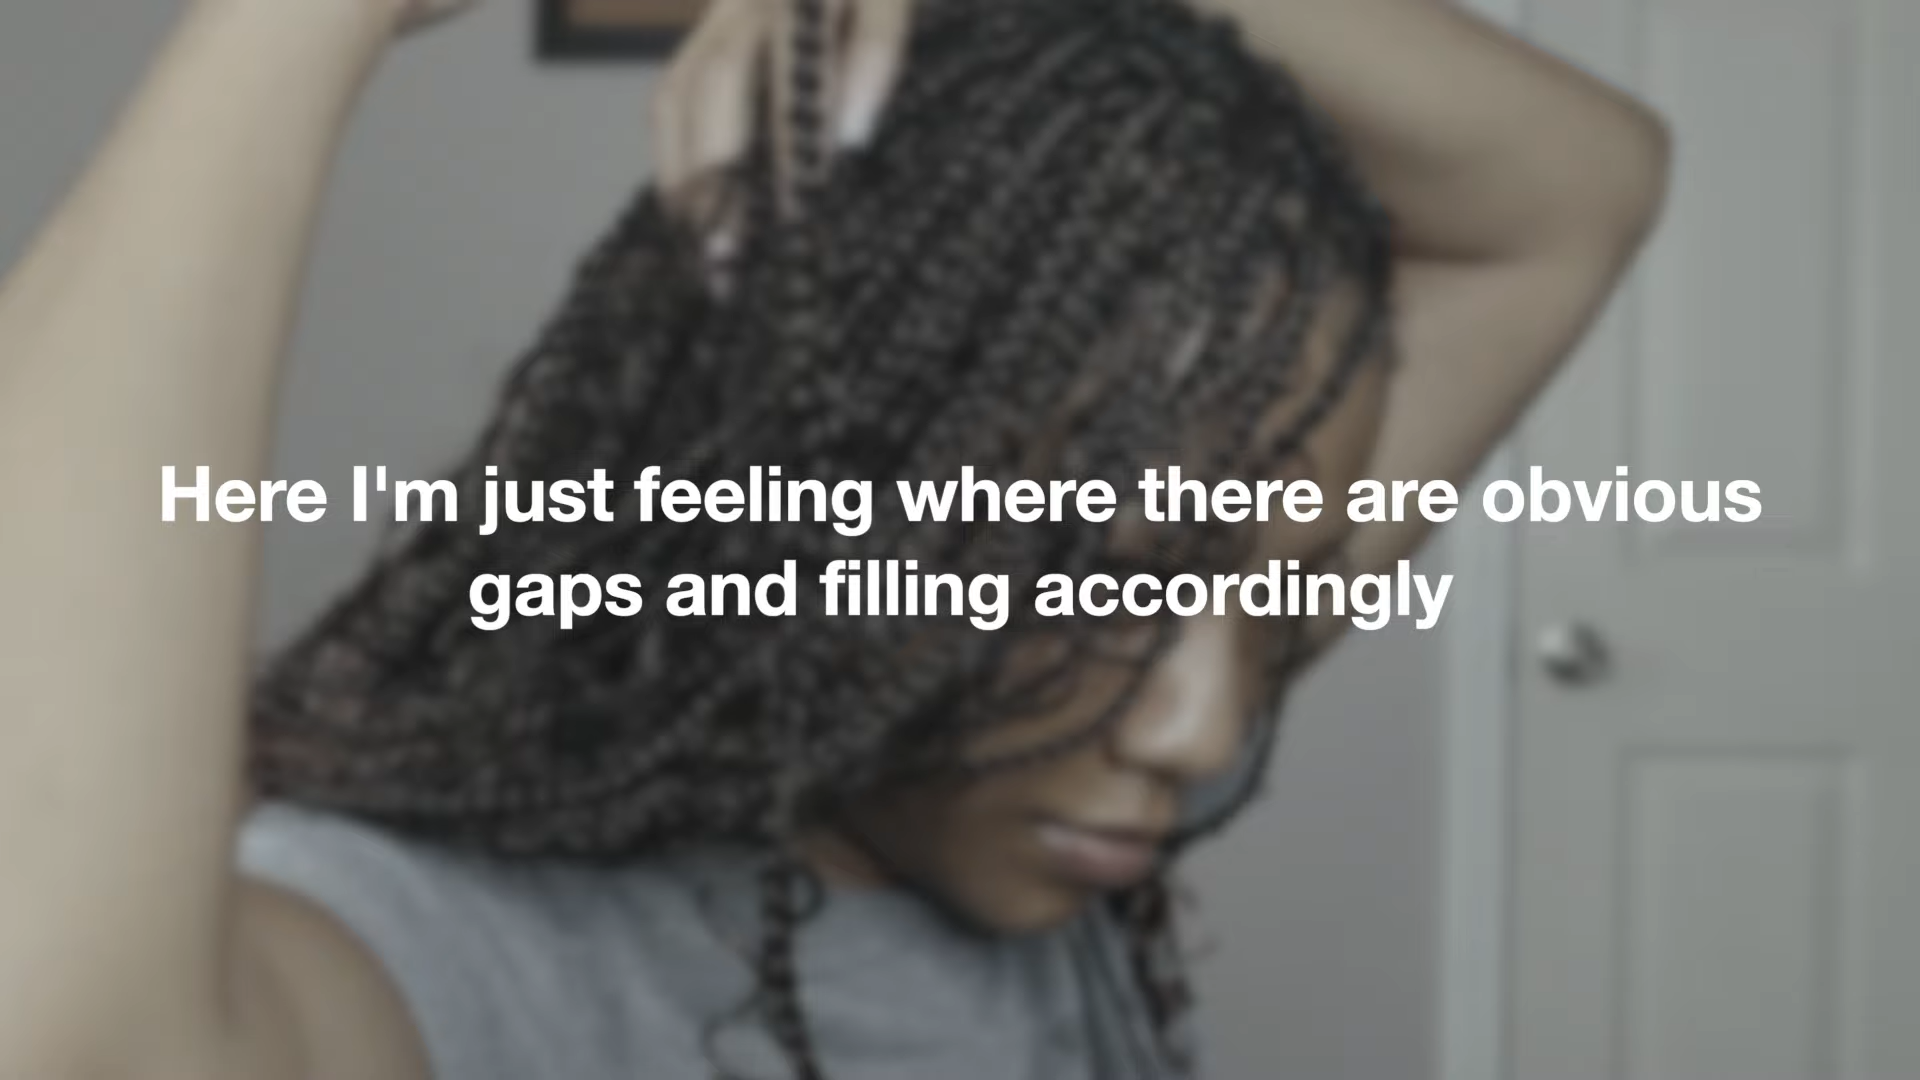 Here I'm just feeling where there are obvious
gaps and filling accordingly